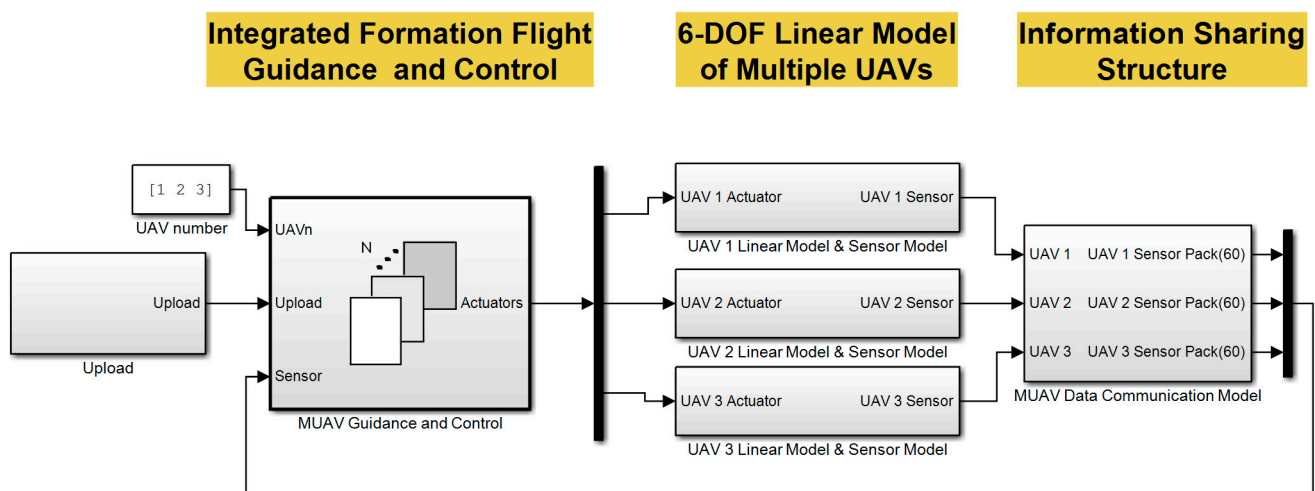 Integrated Formation Flight
Guidance and Control
6-DOF Linear Model
of Multiple UAVs
Information Sharing
Structure
[1 2 3]
UAV number
Upload
Upload
UAVn
Upload
Sensor
N
Actuators
MUAV Guidance and Control
UAV 1 Actuator
UAV 1 Sensor
UAV 1 Linear Model & Sensor Model
UAV 2 Actuator
UAV 2 Sensor
UAV 2 Linear Model & Sensor Model
UAV 3 Actuator
UAV 3 Sensor
UAV 3 Linear Model & Sensor Model
UAV 1
UAV 1 Sensor Pack(60)
UAV 2
UAV 2 Sensor Pack(60)
UAV 3
UAV 3 Sensor Pack(60)
MUAV Data Communication Model